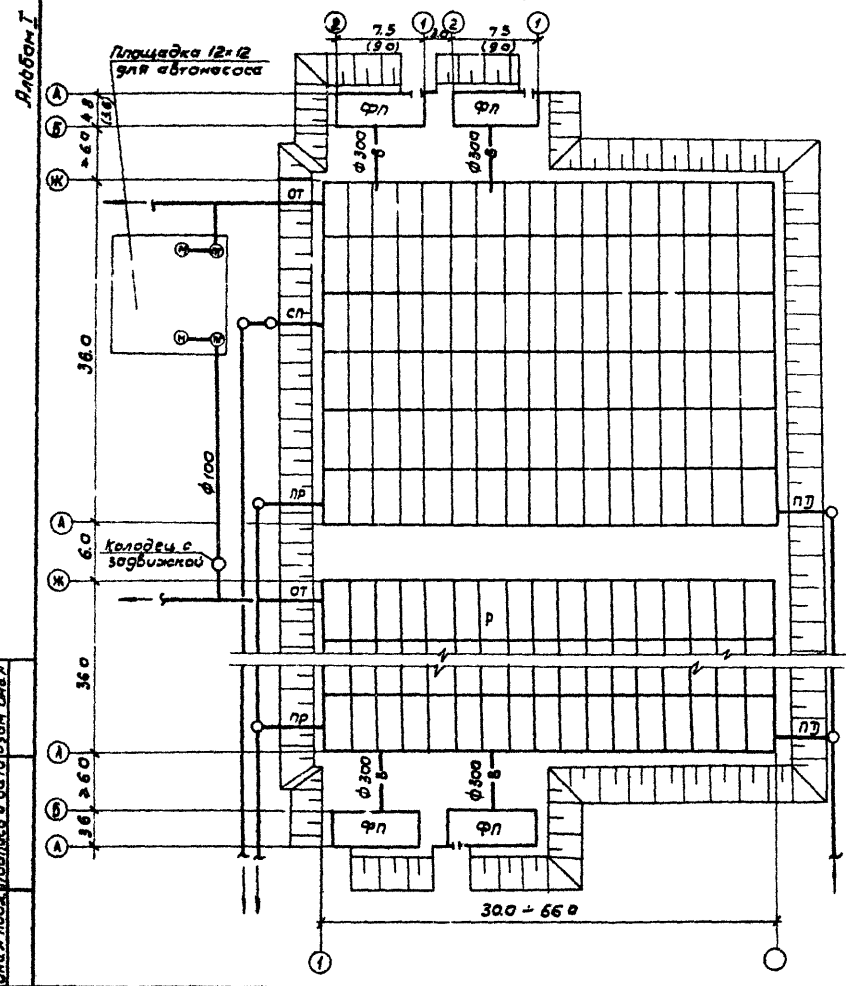 Альбом I
2
1
2
1
7.5
3.0
7.5
(9.0)
(9.0)
Площадка 12×12
для автонасоса
А
Б
Ж
4.8
(3.6)
≥6.0
фп
фп
ф300
в
ф300
в
от
м
м
сп
36.0
ф100
пр
пд
А
6.0
Колодец с
задвижкой
Ж
от
Р
36.0
пр
пд
А
≥6.0
ф300
в
ф300
в
Б
3.6
фп
фп
А
30.0 ÷ 66.0
1